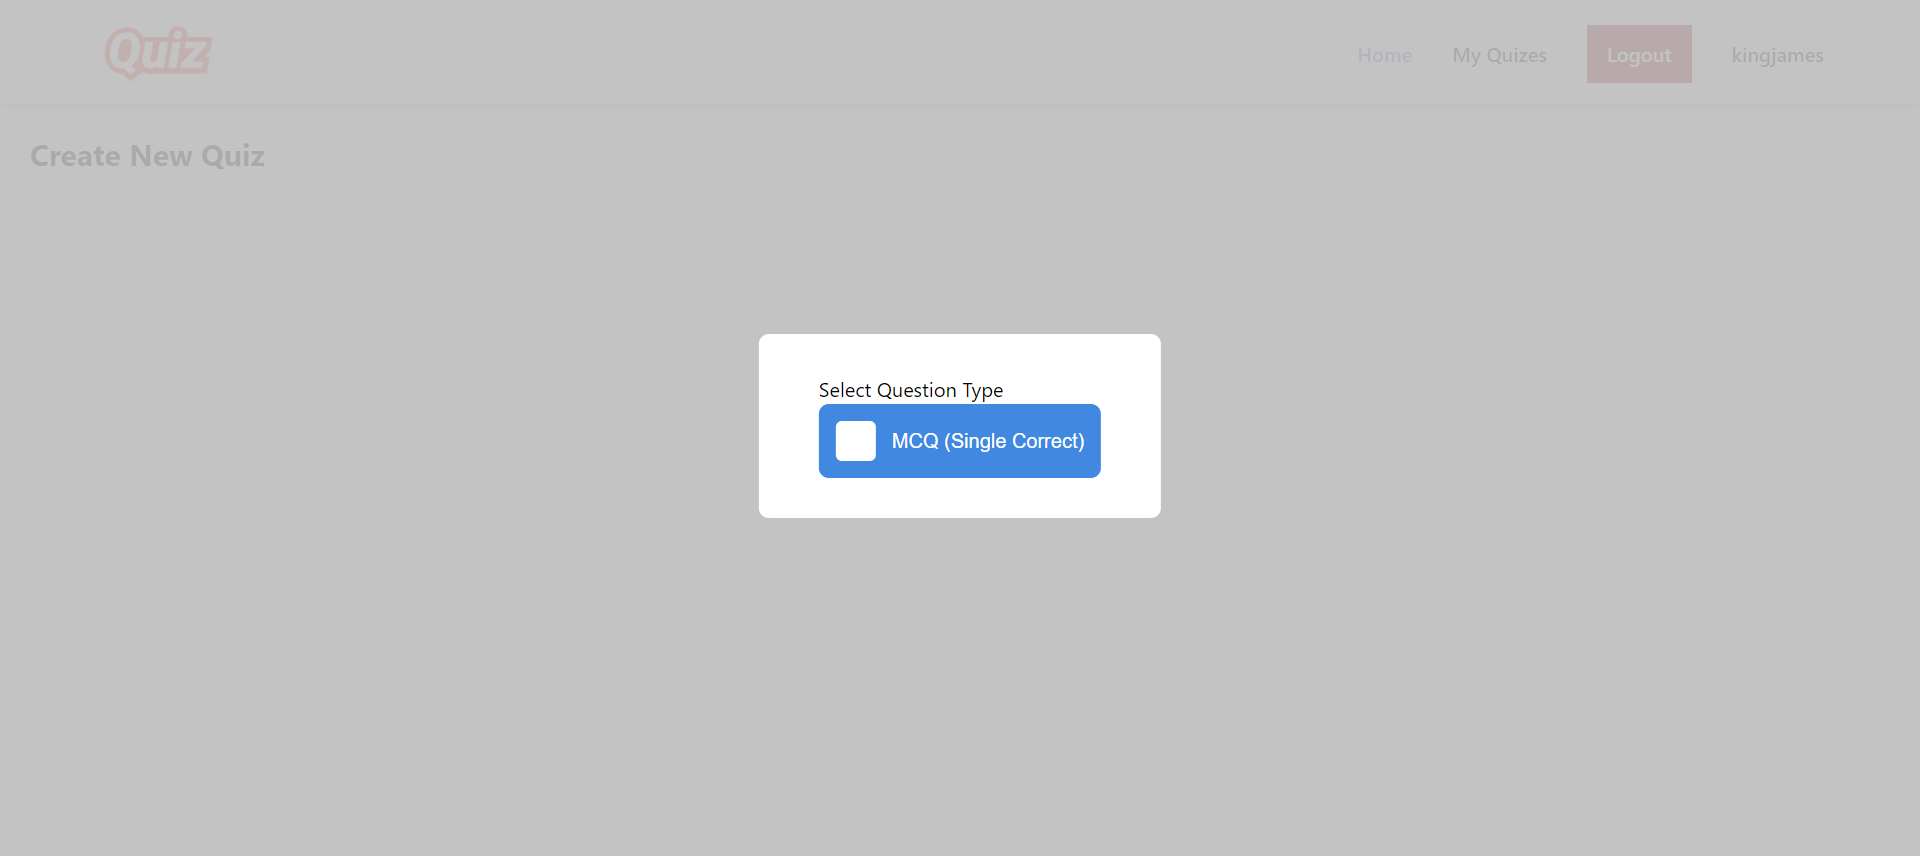 Quiz
Home
My Quizes
Logout
kingjames
Create New Quiz
Select Question Type
MCQ (Single Correct)